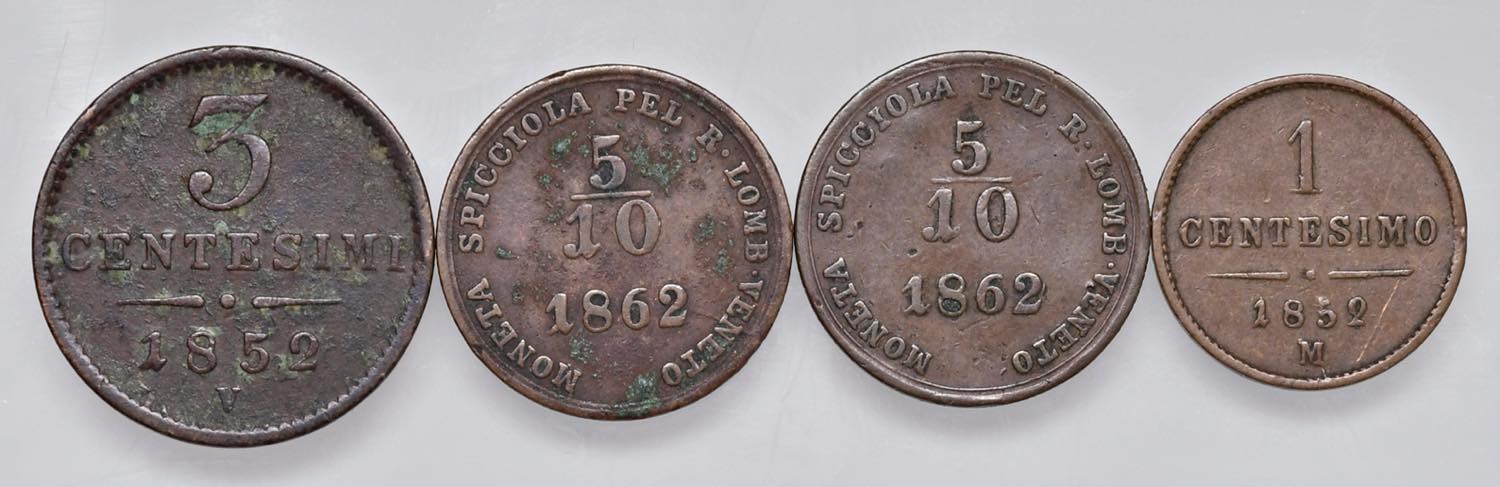 3
CENTESIMI
1852
V
MONETA SPICCIOLA PEL R·LOMB·VENETO
5
10
1862
MONETA SPICCIOLA PEL R·LOMB·VENETO
5
10
1862
1
CENTESIMO
1852
M